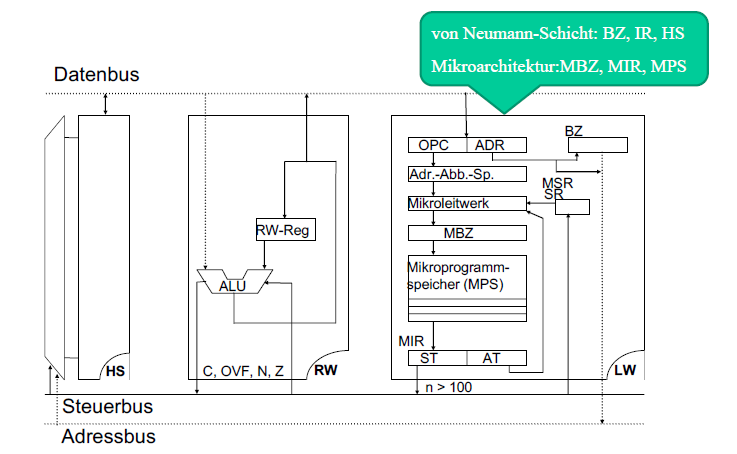 von Neumann-Schicht: BZ, IR, HS
Mikroarchitektur:MBZ, MIR, MPS
Datenbus
OPC ADR
BZ
Adr.-Abb.-Sp.
MSR
SR
Mikroleitwerk
RW-Reg
MBZ
Mikroprogramm-
speicher (MPS)
ALU
MIR
ST AT
HS
C, OVF, N, Z
RW
LW
n > 100
Steuerbus
Adressbus